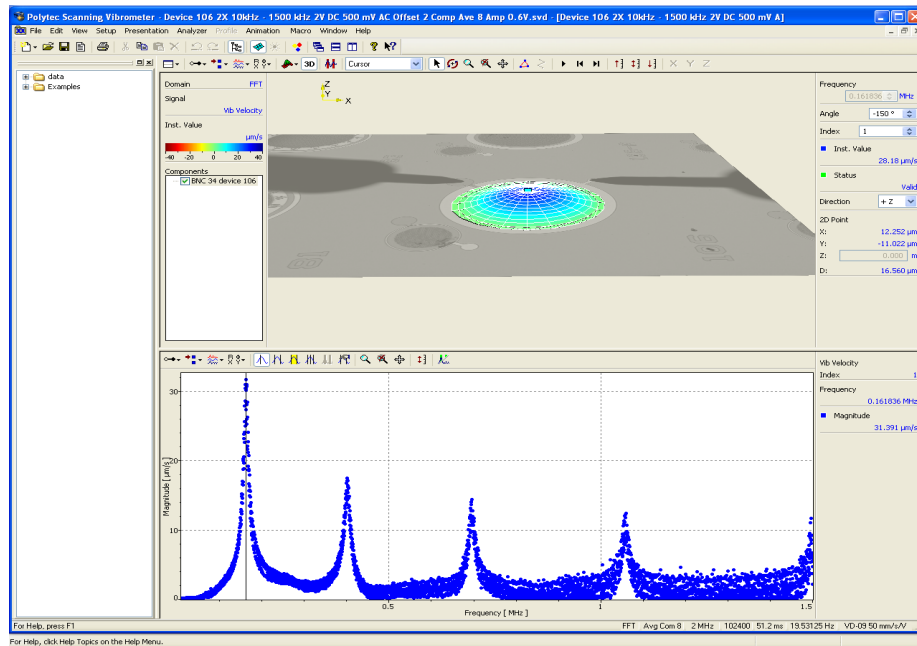 Polytec Scanning Vibrometer - Device 106 2X 10kHz - 1500 kHz 2V DC 500 mV AC Offset 2 Comp Ave 8 Amp 0.6V.svd - [Device 106 2X 10kHz - 1500 kHz 2V DC 500 mV A]
File Edit View Setup Presentation Analyzer Profile Animation Macro Window Help
3D Cursor X Y Z
data
Examples
Domain FFT
Signal
Vib Velocity
Inst. Value
µm/s
-40 -20 0 20 40
Components
BNC 34 device 106
Z
Y
X
Frequency
0.161836 MHz
Angle -150 °
Index 1
Inst. Value
28.18 µm/s
Status
Valid
Direction + Z
2D Point
X: 12.252 µm
Y: -11.022 µm
Z: 0.000 m
D: 16.560 µm
Vib Velocity
Index 1
Frequency
0.161836 MHz
Magnitude
31.391 µm/s
Magnitude [ µm/s ]
30
20
10
0
0.5 1 1.5
Frequency [ MHz ]
For Help, press F1 FFT Avg Com 8 2 MHz 102400 51.2 ms 19.53125 Hz VD-09 50 mm/s/V
For Help, click Help Topics on the Help Menu.